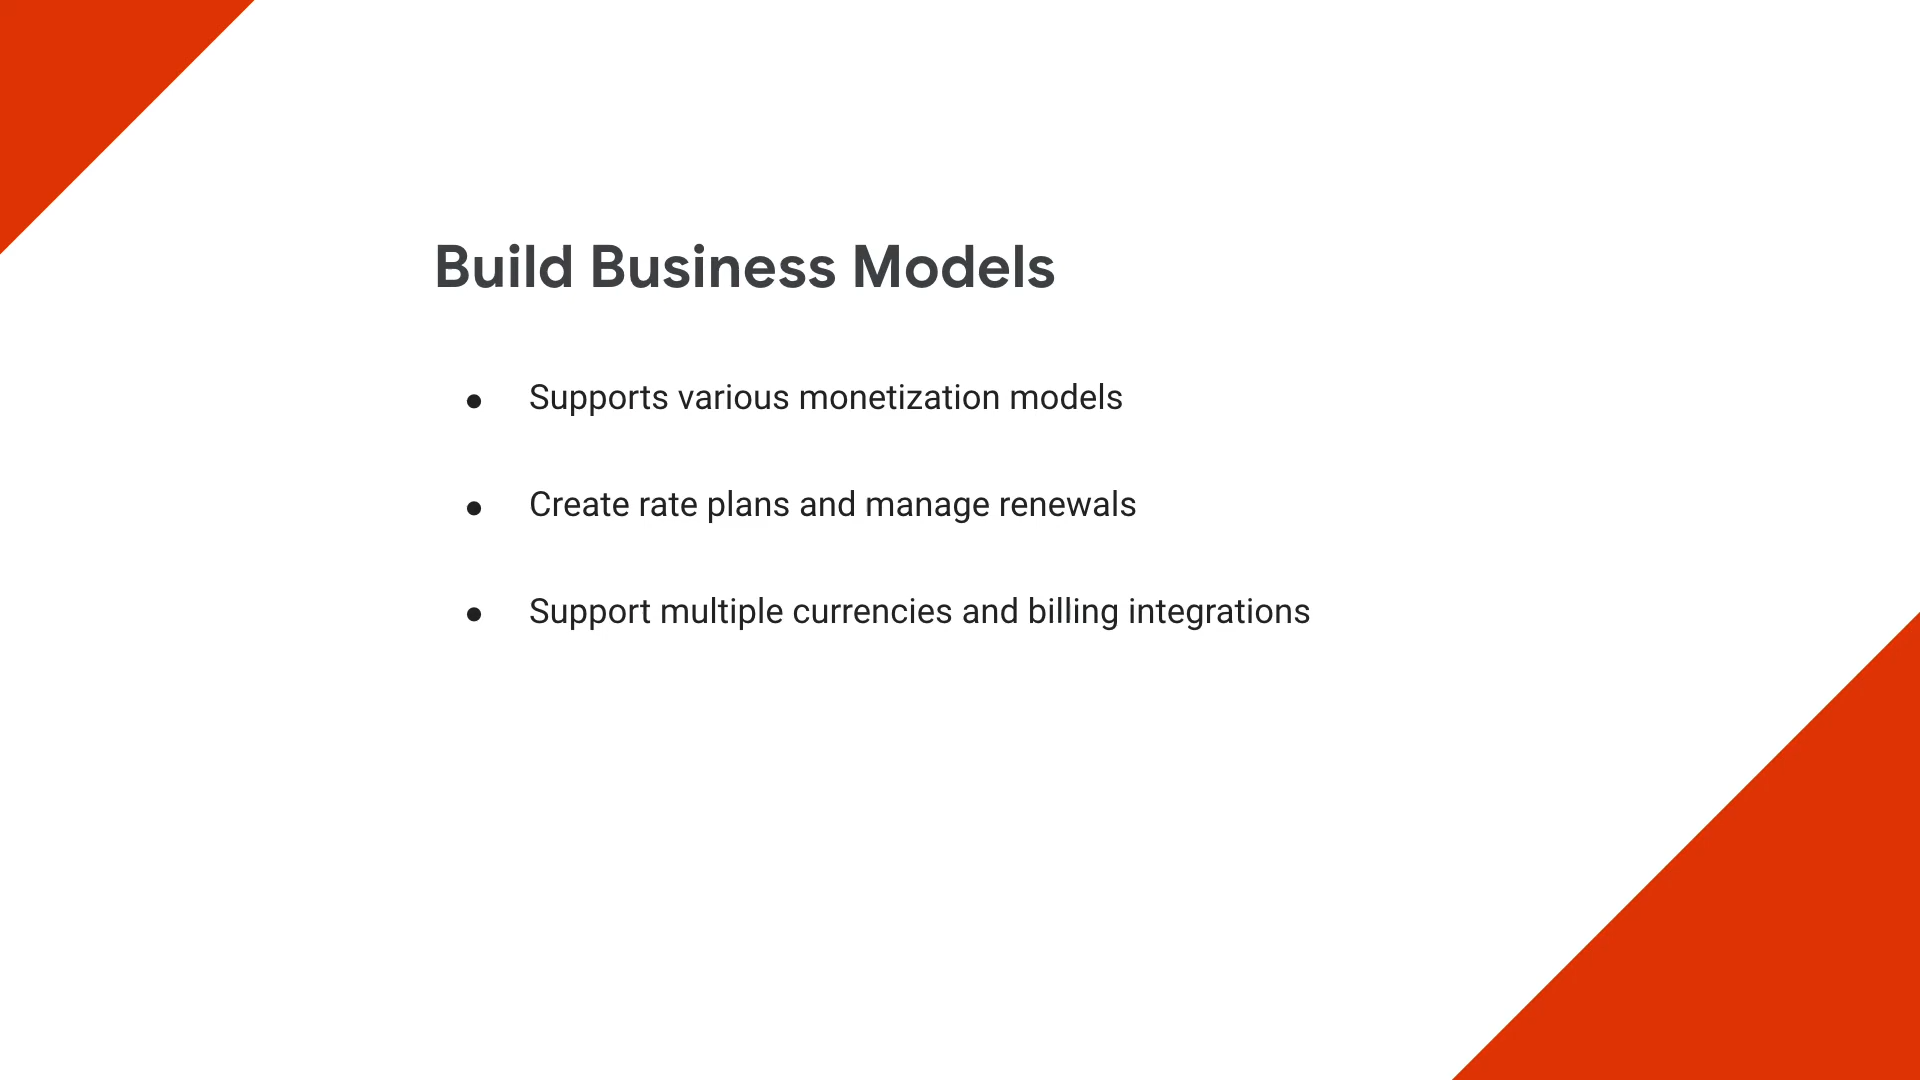 Build Business Models
● Supports various monetization models
● Create rate plans and manage renewals
● Support multiple currencies and billing integrations